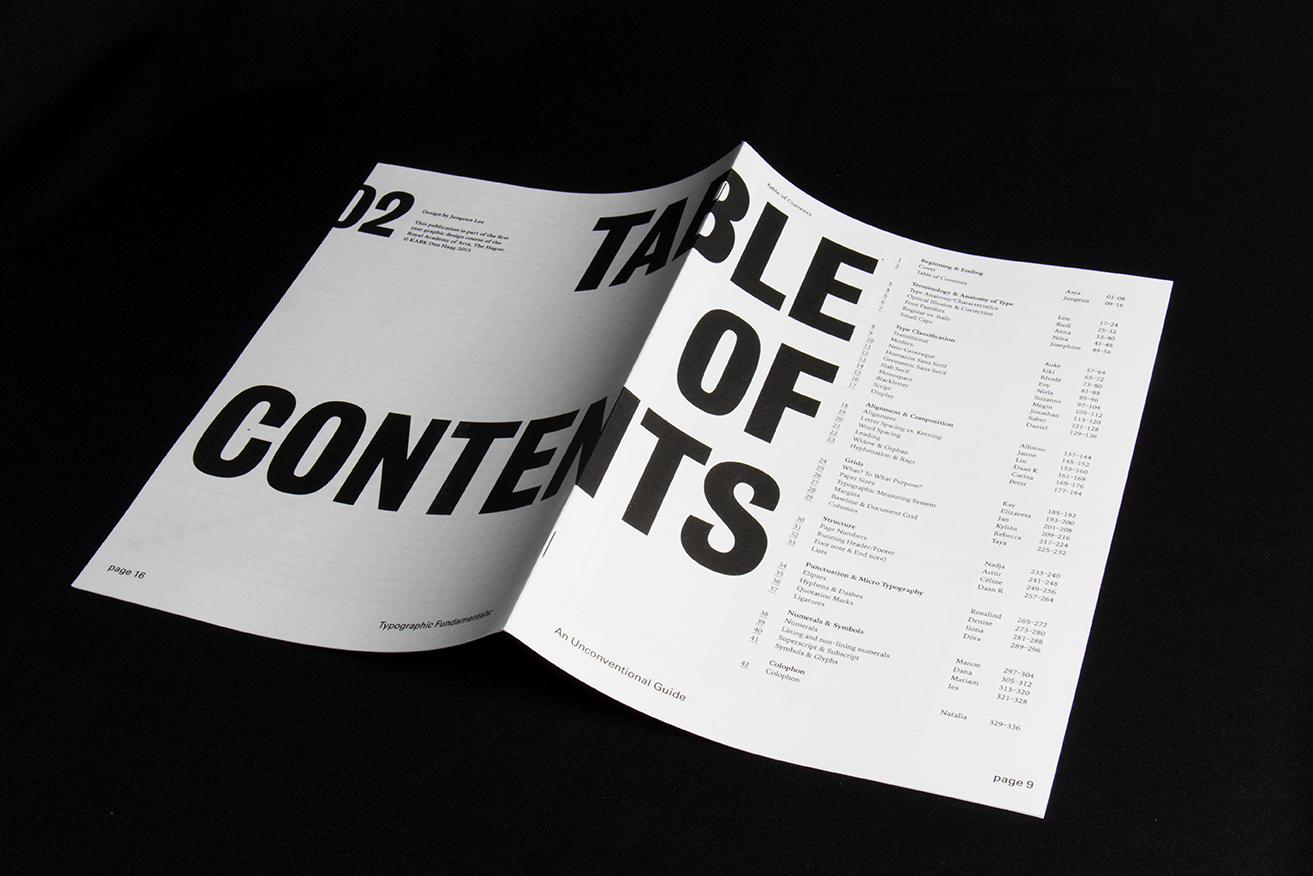 02
Design by Jungeun Lee
This publication is part of the first
year graphic design course of the
Royal Academy of Arts, The Hague.
© KABK Den Haag 2015
TABLE
OF
CONTENTS
page 16
Typographic Fundamentals:
An Unconventional Guide
Table of Contents
Beginning & Ending
1 Cover Asya 01–08
2 Table of Contents Jungeun 09–16
Terminology & Anatomy of Type
3 Type Anatomy/Characteristics Lou 17–24
4 Optical Illusion & Correction Rudi 25–32
5 Font Families Anna 33–40
6 Regular vs. Italic Nóra 41–48
7 Small Caps Josephine 49–56
Type Classification
8 Transitional Auke 57–64
9 Modern kiki 65–72
10 Neo-Grotesque Rhodé 73–80
11 Humanist Sans Serif Evy 81–88
12 Geometric Sans Serif Niels 89–96
13 Slab Serif Suzanne 97–104
14 Monospace Megin 105–112
15 Blackletter Jonathan 113–120
16 Script Saber 121–128
17 Display Daniel 129–136
Alignment & Composition
18 Alignment Alfonso 137–144
19 Letter Spacing vs. Kerning Janne 145–152
20 Word Spacing Lin 153–160
21 Leading Daan K 161–168
22 Widow & Orphan Carina 169–176
23 Hyphenation & Rags Peter 177–184
Grids
24 What? To What Purpose? Kay 185–192
25 Paper Sizes Elizaveta 193–200
26 Typographic Measuring System Jan 201–208
27 Margins Kyliën 209–216
28 Baseline & Document Grid Rebecca 217–224
29 Columns Taya 225–232
Structure
30 Page Numbers Nadja 233–240
31 Running Header/Footer Artúr 241–248
32 Foot note & End note) Céline 249–256
33 Lists Daan R 257–264
Punctuation & Micro Typography
34 Elipses Rosalind 265–272
35 Hyphens & Dashes Denise 273–280
36 Quotation Marks Ilona 281–288
37 Ligatures Dóra 289–296
Numerals & Symbols
38 Numerals Manon 297–304
39 Lining and non-lining numerals Dana 305–312
40 Superscript & Subscript Mariam 313–320
41 Symbols & Glyphs Ies 321–328
Colophon
42 Colophon Natalia 329–336
page 9